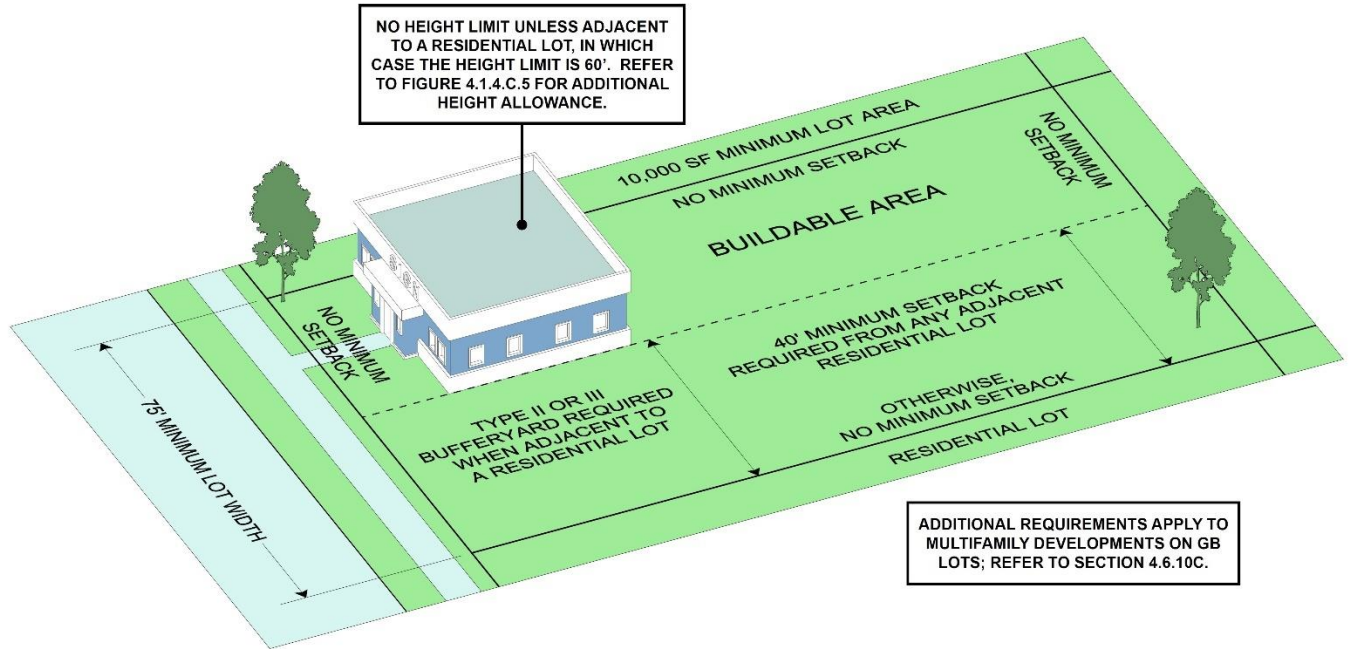 NO HEIGHT LIMIT UNLESS ADJACENT
TO A RESIDENTIAL LOT, IN WHICH
CASE THE HEIGHT LIMIT IS 60'. REFER
TO FIGURE 4.1.4.C.5 FOR ADDITIONAL
HEIGHT ALLOWANCE.
10,000 SF MINIMUM LOT AREA
NO MINIMUM SETBACK
NO MINIMUM
SETBACK
BUILDABLE AREA
NO MINIMUM
SETBACK
40' MINIMUM SETBACK
REQUIRED FROM ANY ADJACENT
RESIDENTIAL LOT
TYPE II OR III
BUFFERYARD REQUIRED
WHEN ADJACENT TO
A RESIDENTIAL LOT
OTHERWISE,
NO MINIMUM SETBACK
RESIDENTIAL LOT
75' MINIMUM LOT WIDTH
ADDITIONAL REQUIREMENTS APPLY TO
MULTIFAMILY DEVELOPMENTS ON GB
LOTS; REFER TO SECTION 4.6.10C.